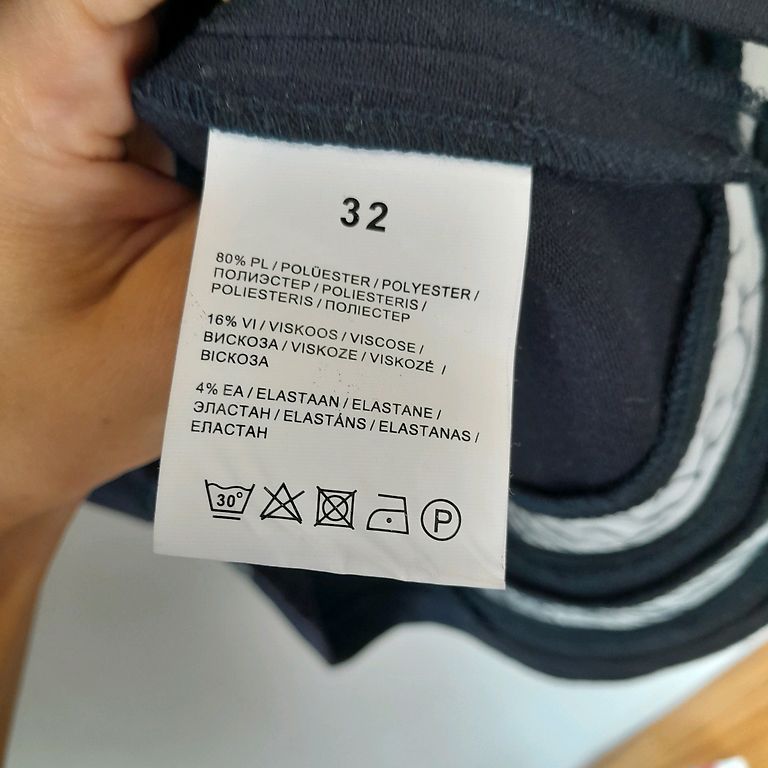 32
80% PL / POLÜESTER / POLYESTER /
ПОЛИЭСТЕР / POLIESTERIS /
POLIESTERIS / ПОЛІЕСТЕР
16% VI / VISKOOS / VISCOSE /
ВИСКОЗА / VISKOZE / VISKOZĖ /
ВІСКОЗА
4% EA / ELASTAAN / ELASTANE /
ЭЛАСТАН / ELASTĀNS / ELASTANAS /
ЕЛАСТАН
30° P